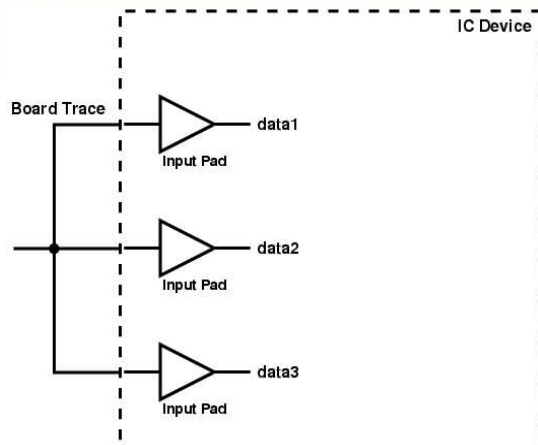 IC Device
Board Trace
data1
Input Pad
data2
Input Pad
data3
Input Pad